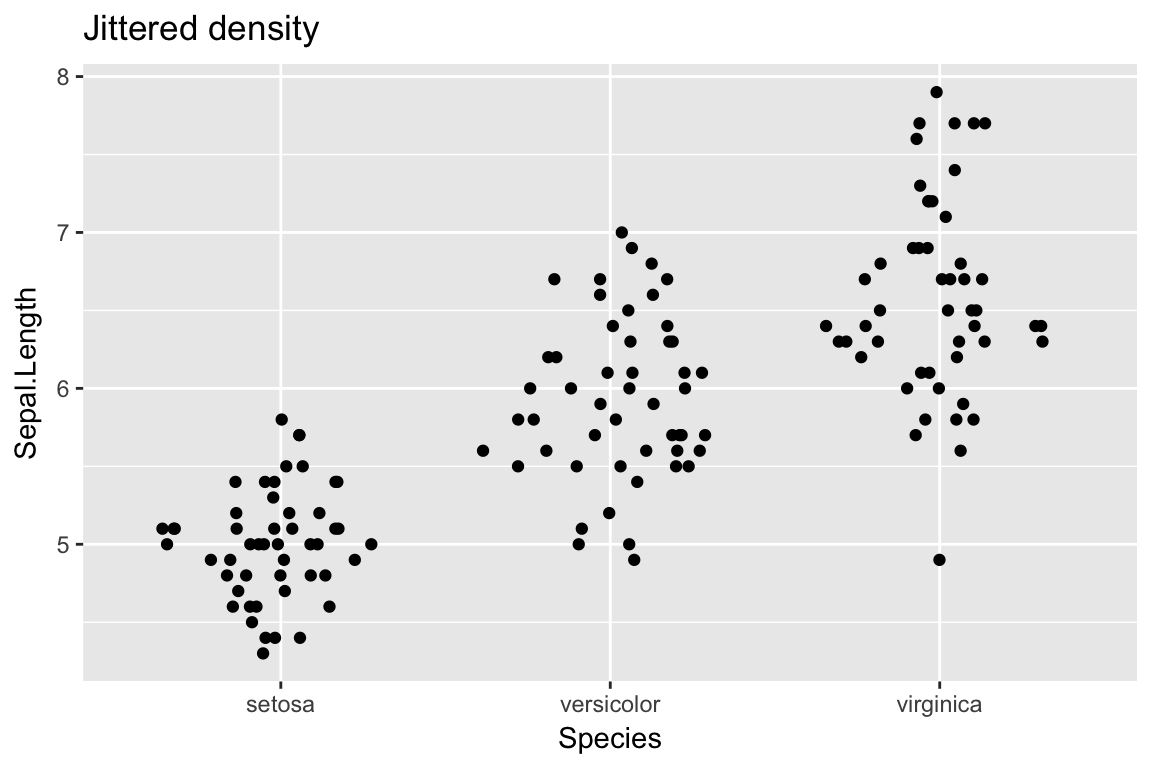 Jittered density
8
7
6
5
Sepal.Length
setosa versicolor virginica
Species